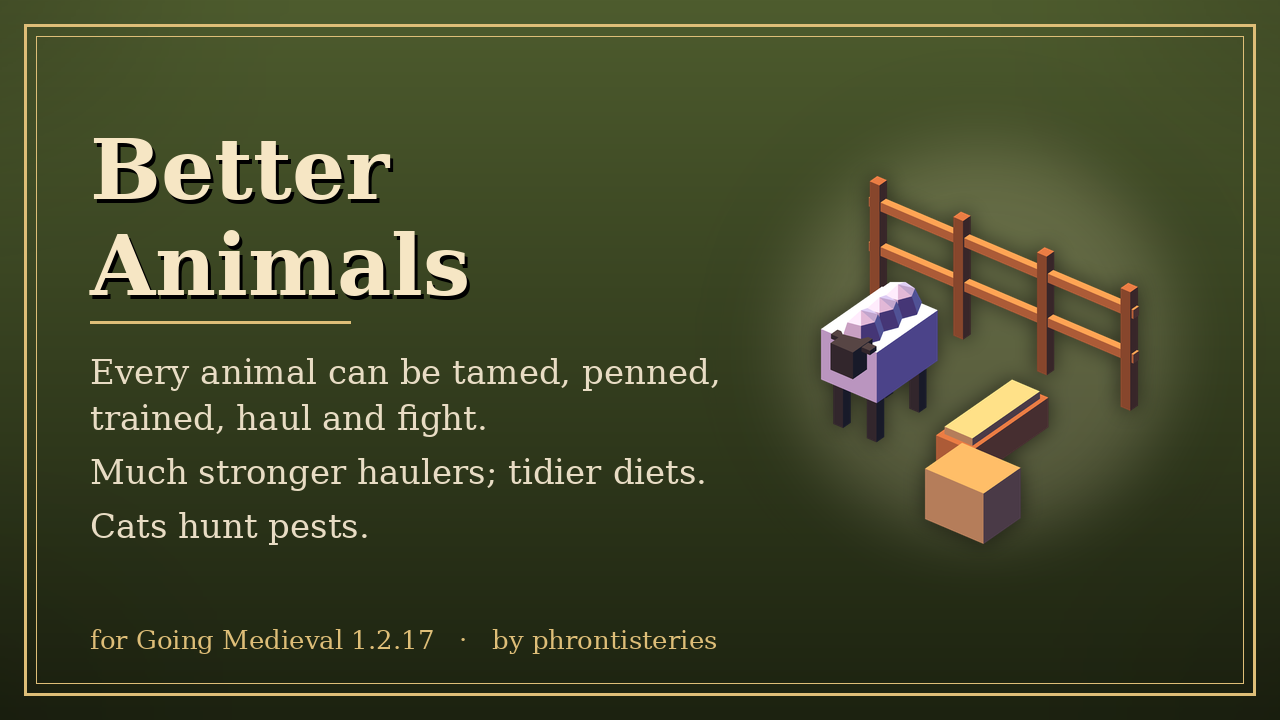 Better
Animals
Every animal can be tamed, penned,
trained, haul and fight.
Much stronger haulers; tidier diets.
Cats hunt pests.
for Going Medieval 1.2.17 · by phrontisteries